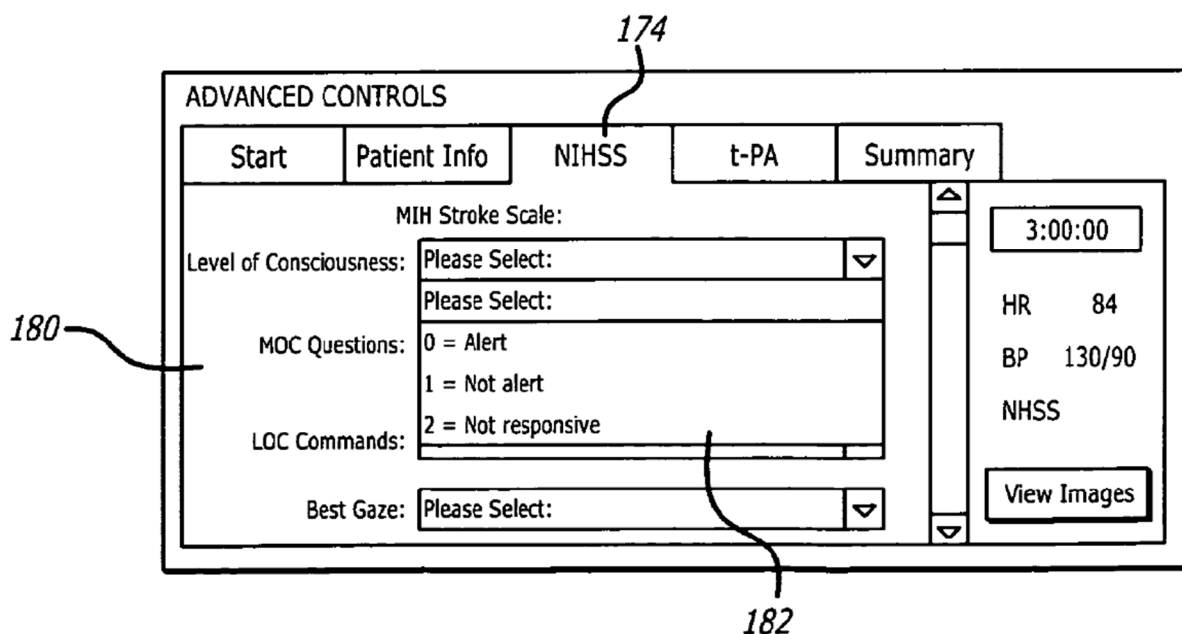 174
ADVANCED CONTROLS
Start Patient Info NIHSS t-PA Summary
MIH Stroke Scale:
3:00:00
Level of Consciousness: Please Select:
Please Select:
HR 84
180
MOC Questions: 0 = Alert
BP 130/90
1 = Not alert
NHSS
2 = Not responsive
LOC Commands:
View Images
Best Gaze: Please Select:
182